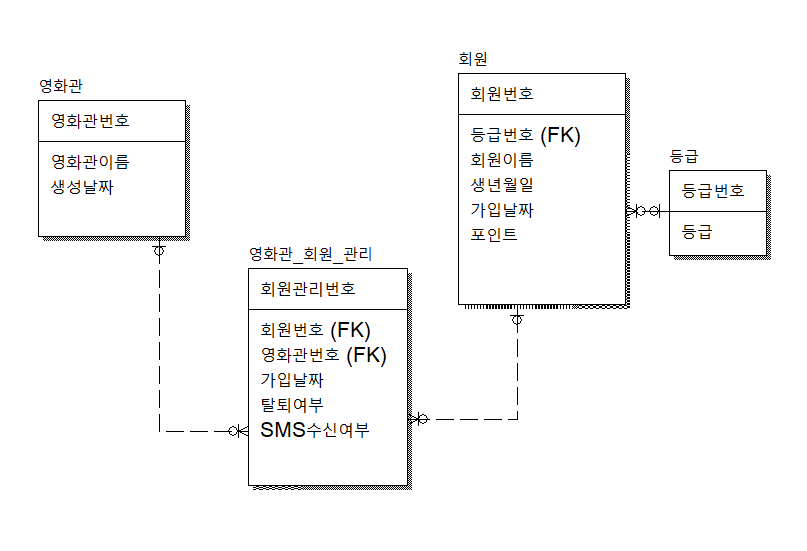 영화관
영화관번호
영화관이름
생성날짜
영화관_회원_관리
회원관리번호
회원번호 (FK)
영화관번호 (FK)
가입날짜
탈퇴여부
SMS수신여부
회원
회원번호
등급번호 (FK)
회원이름
생년월일
가입날짜
포인트
등급
등급번호
등급